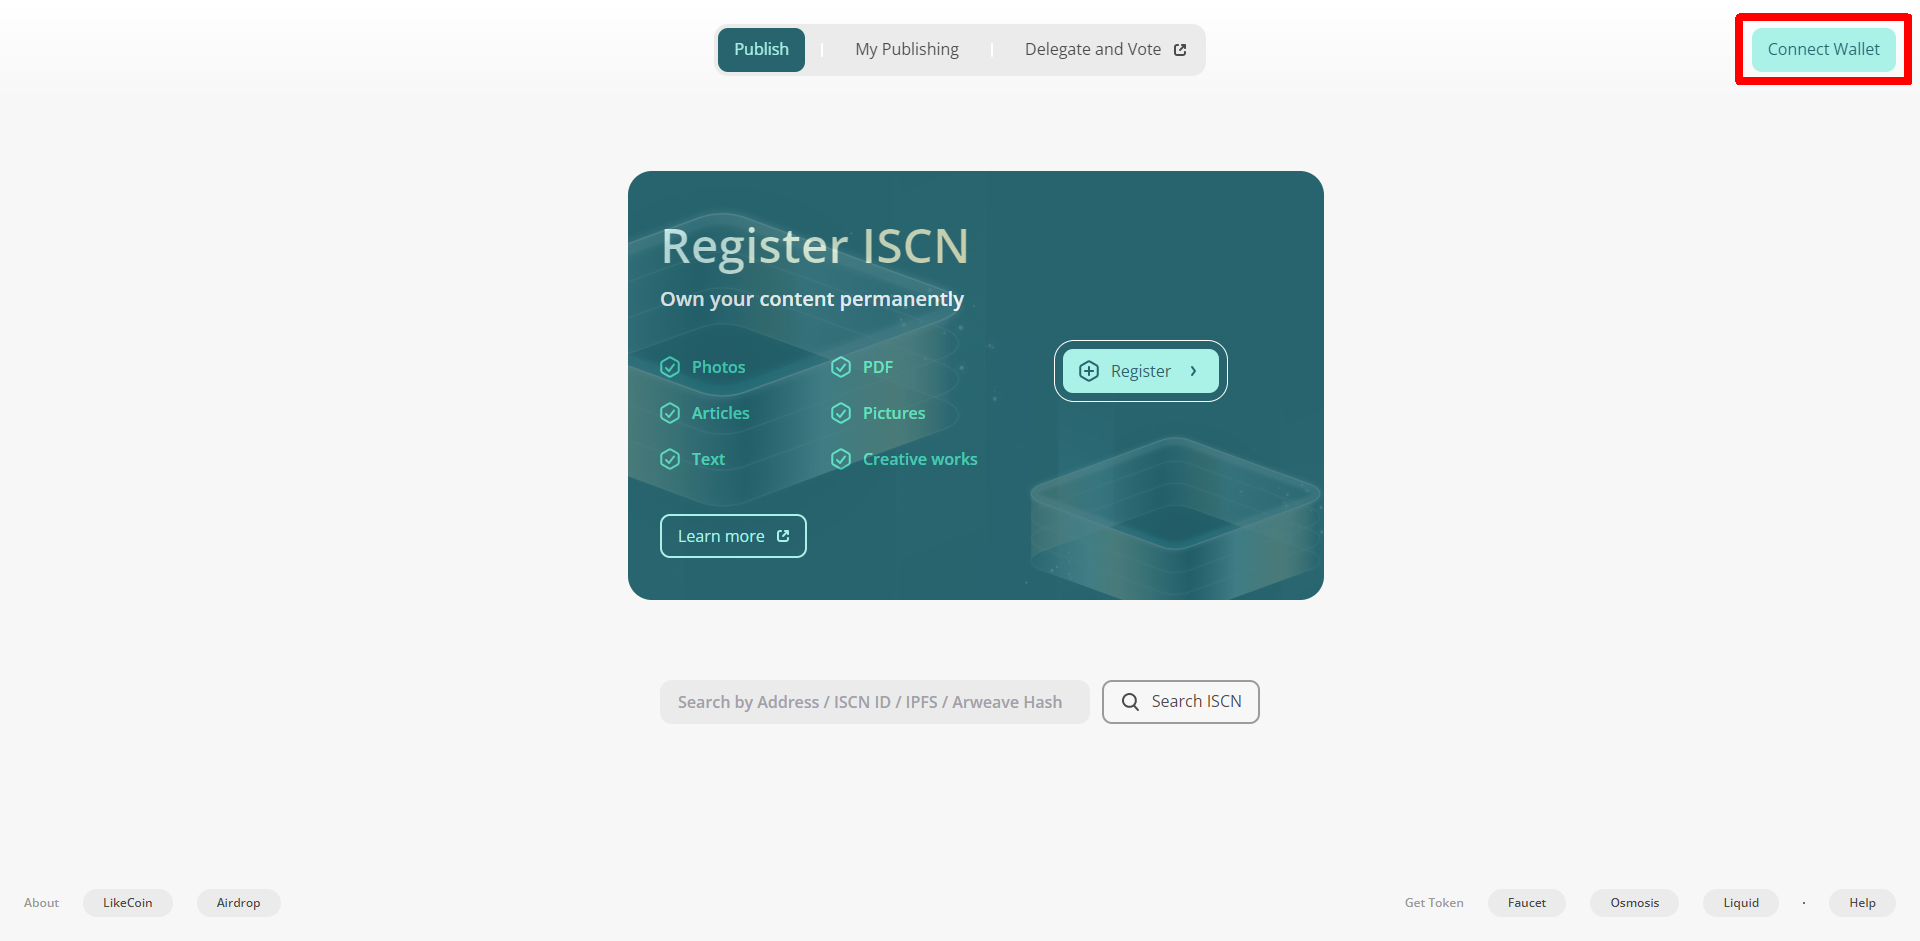 Publish
My Publishing
Delegate and Vote
Connect Wallet
Register ISCN
Own your content permanently
Photos
PDF
Articles
Pictures
Text
Creative works
Register
Learn more
Search by Address / ISCN ID / IPFS / Arweave Hash
Search ISCN
About
LikeCoin
Airdrop
Get Token
Faucet
Osmosis
Liquid
·
Help